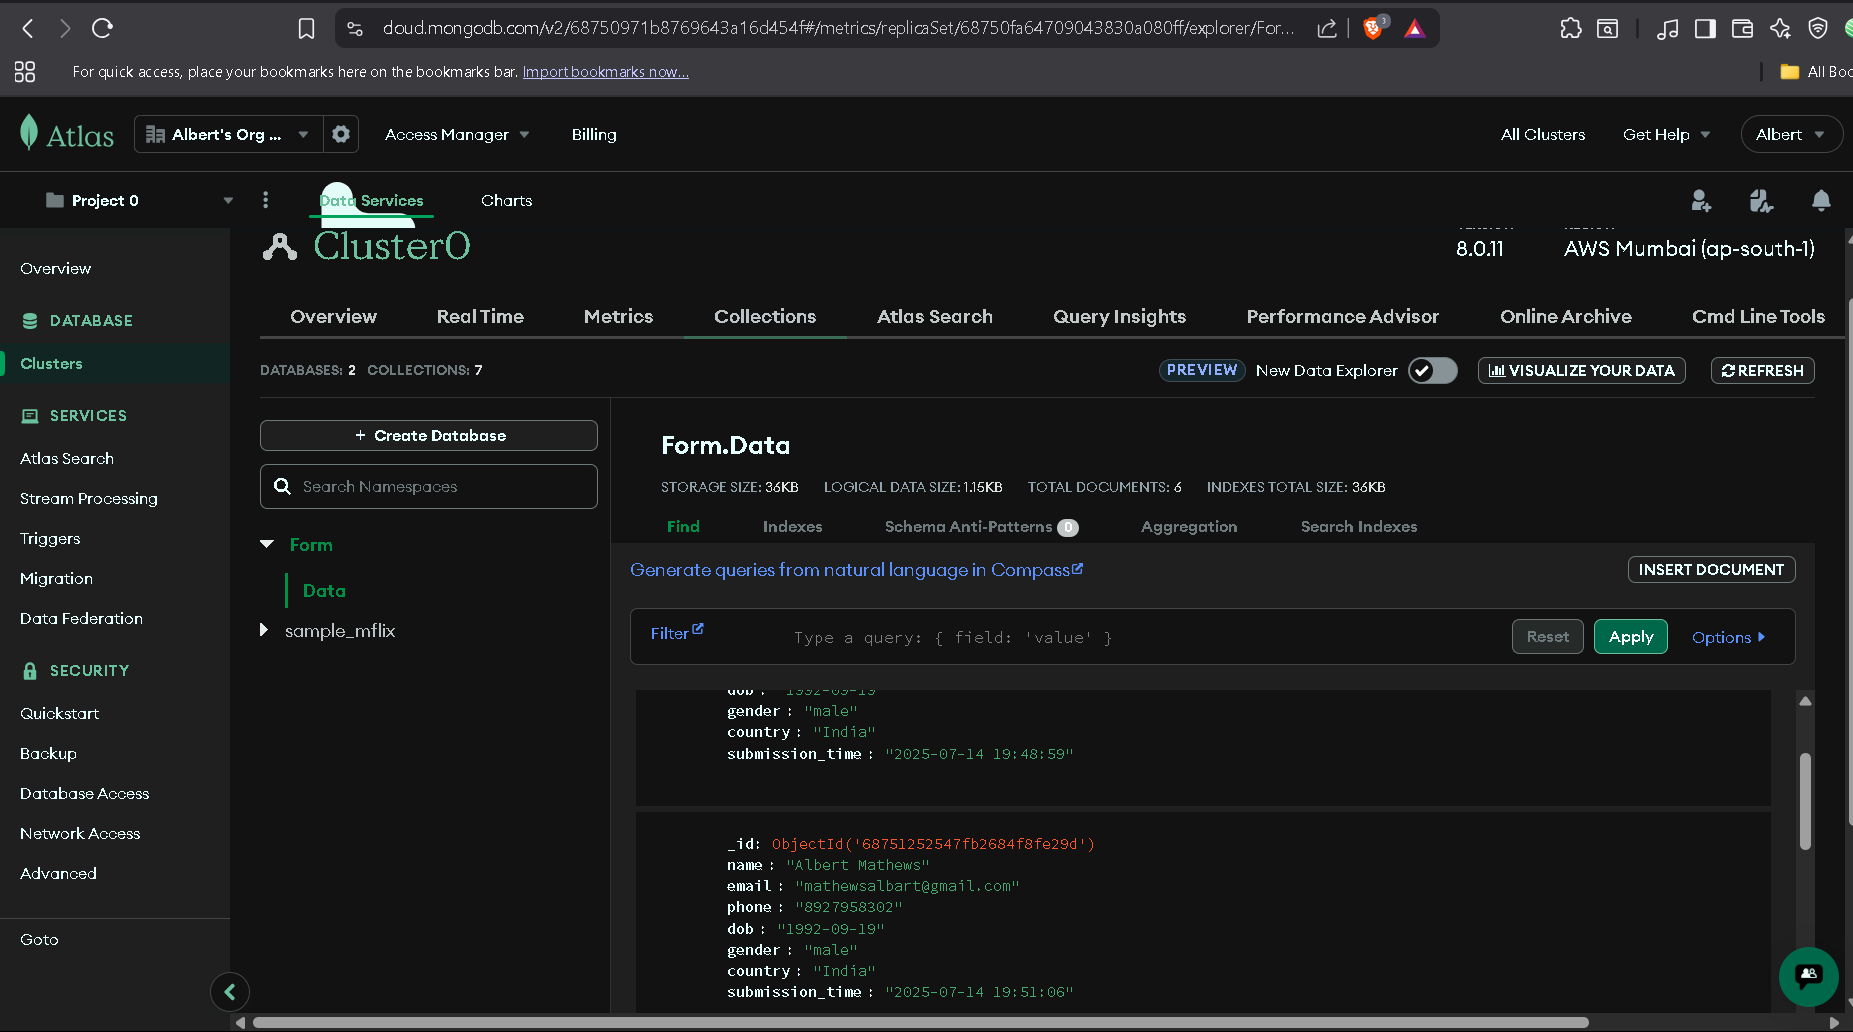 cloud.mongodb.com/v2/68750971b8769643a16d454f#/metrics/replicaSet/68750fa64709043830a080ff/explorer/For...
3
For quick access, place your bookmarks here on the bookmarks bar. Import bookmarks now...
All Boo
Atlas
Albert's Org ...
Access Manager
Billing
All Clusters
Get Help
Albert
Project 0
Data Services
Charts
Cluster0
8.0.11
AWS Mumbai (ap-south-1)
Overview
DATABASE
Clusters
SERVICES
Atlas Search
Stream Processing
Triggers
Migration
Data Federation
SECURITY
Quickstart
Backup
Database Access
Network Access
Advanced
Goto
Overview
Real Time
Metrics
Collections
Atlas Search
Query Insights
Performance Advisor
Online Archive
Cmd Line Tools
DATABASES: 2 COLLECTIONS: 7
PREVIEW New Data Explorer
VISUALIZE YOUR DATA
REFRESH
+ Create Database
Search Namespaces
Form
Data
sample_mflix
Form.Data
STORAGE SIZE: 36KB LOGICAL DATA SIZE: 1.15KB TOTAL DOCUMENTS: 6 INDEXES TOTAL SIZE: 36KB
Find
Indexes
Schema Anti-Patterns 0
Aggregation
Search Indexes
Generate queries from natural language in Compass
INSERT DOCUMENT
Filter
Type a query: { field: 'value' }
Reset
Apply
Options
dob : "1992-09-19"
gender : "male"
country : "India"
submission_time : "2025-07-14 19:48:59"
_id: ObjectId('68751252547fb2684f8fe29d')
name : "Albert Mathews"
email : "mathewsalbart@gmail.com"
phone : "8927958302"
dob : "1992-09-19"
gender : "male"
country : "India"
submission_time : "2025-07-14 19:51:06"